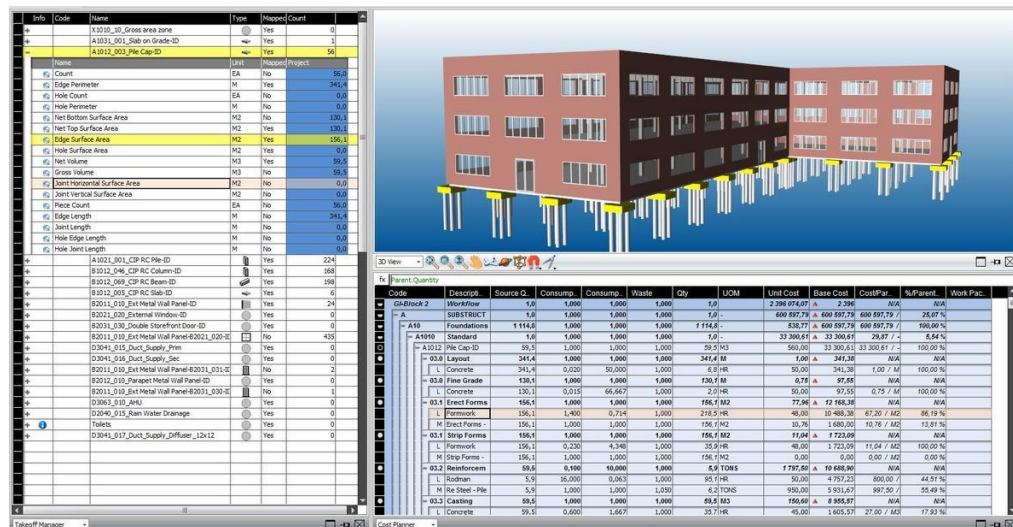 Info Code Name Type Mapped Count
X1010_10_Gross area zone Yes 0
A1031_001_Slab on Grade-ID Yes 1
A1012_003_Pile Cap-ID Yes 56
Name Unit Mapped Project
Count EA No 56,0
Edge Perimeter M Yes 341,4
Hole Count EA No 0,0
Hole Perimeter M No 0,0
Net Bottom Surface Area M2 No 130,1
Net Top Surface Area M2 Yes 130,1
Edge Surface Area M2 Yes 156,1
Hole Surface Area M2 Yes 0,0
Net Volume M3 Yes 59,5
Gross Volume M3 No 59,5
Joint Horizontal Surface Area M2 No 0,0
Joint Vertical Surface Area M2 No 0,0
Piece Count EA No 56,0
Edge Length M No 341,4
Joint Length M No 0,0
Hole Edge Length M No 0,0
Hole Joint Length M No 0,0
A1021_001_CIP RC Pile-ID Yes 224
B1012_046_CIP RC Column-ID Yes 168
B1012_069_CIP RC Beam-ID Yes 198
B1012_005_CIP RC Slab-ID Yes 6
B2011_010_Ext Metal Wall Panel-ID Yes 24
B2021_020_External Window-ID Yes 0
B2031_030_Double Storefront Door-ID Yes 0
B2011_010_Ext Metal Wall Panel-B2021_020-II No 435
D3041_015_Duct_Supply_Prim Yes 0
D3041_016_Duct_Supply_Sec Yes 0
B2011_010_Ext Metal Wall Panel-B2031_031-II No 2
B2012_010_Parapet Metal Wall Panel-ID Yes 0
B2011_010_Ext Metal Wall Panel-B2031_030-II No 1
D3063_010_AHU Yes 0
D2040_015_Rain Water Drainage Yes 0
Toilets Yes 0
D3041_017_Duct_Supply_Diffuser_12x12 Yes 0
Takeoff Manager
3D View
fx Parent.Quantity
Code Descripti.. Source Q.. Consump.. Consump.. Waste Qty UOM Unit Cost Base Cost Cost/Par.. %/Parent.. Work Pac..
GI-Block 2 Workflow 1,0 1,000 1,000 1,000 1,0 - 2 396 074,07 2 396 N/A N/A
A SUBSTRUCT 1,0 1,000 1,000 1,000 1,0 - 600 597,79 600 597,79 600 597,79 / 25,07 %
A10 Foundations 1 114,8 1,000 1,000 1,000 1 114,8 - 538,77 600 597,79 600 597,79 / 100,00 %
A1010 Standard 1,0 1,000 1,000 1,000 1,0 - 33 300,61 33 300,61 29,87 / - 5,54 %
A1012 Pile Cap-ID 59,5 1,000 1,000 1,000 59,5 M3 560,00 33 300,61 33 300,61 / - 100,00 %
03.0 Layout 341,4 1,000 1,000 1,000 341,4 M 1,00 341,38 N/A N/A
L Concrete 341,4 0,020 50,000 1,000 6,8 HR 50,00 341,38 1,00 / M 100,00 %
03.0 Fine Grade 130,1 1,000 1,000 1,000 130,1 M 0,75 97,55 N/A N/A
L Concrete 130,1 0,015 66,667 1,000 2,0 HR 50,00 97,55 0,75 / M 100,00 %
03.1 Erect Forms 156,1 1,000 1,000 1,000 156,1 M2 77,96 12 168,38 N/A N/A
L Formwork 156,1 1,400 0,714 1,000 218,5 HR 48,00 10 488,38 67,20 / M2 86,19 %
M Erect Forms - 156,1 1,000 1,000 1,000 156,1 M2 10,76 1 680,00 10,76 / M2 13,81 %
03.1 Strip Forms 156,1 1,000 1,000 1,000 156,1 M2 11,04 1 723,09 N/A N/A
L Formwork 156,1 0,230 4,348 1,000 35,9 HR 48,00 1 723,09 11,04 / M2 100,00 %
M Strip Forms - 156,1 1,000 1,000 1,000 156,1 M2 0,00 0,00 0,00 / M2 0,00 %
03.2 Reinforcem 59,5 0,100 10,000 1,000 5,9 TONS 1 797,50 10 688,90 N/A N/A
L Rodman 5,9 16,000 0,063 1,000 95,1 HR 50,00 4 757,23 800,00 / 44,51 %
M Re Steel - Pile 5,9 1,000 1,000 1,050 6,2 TONS 950,00 5 931,67 997,50 / 55,49 %
03.3 Casting 59,5 1,000 1,000 1,000 59,5 M3 150,60 8 955,57 N/A N/A
L Concrete 59,5 0,600 1,667 1,000 35,7 HR 45,00 1 605,57 27,00 / M3 17,93 %
Cost Planner